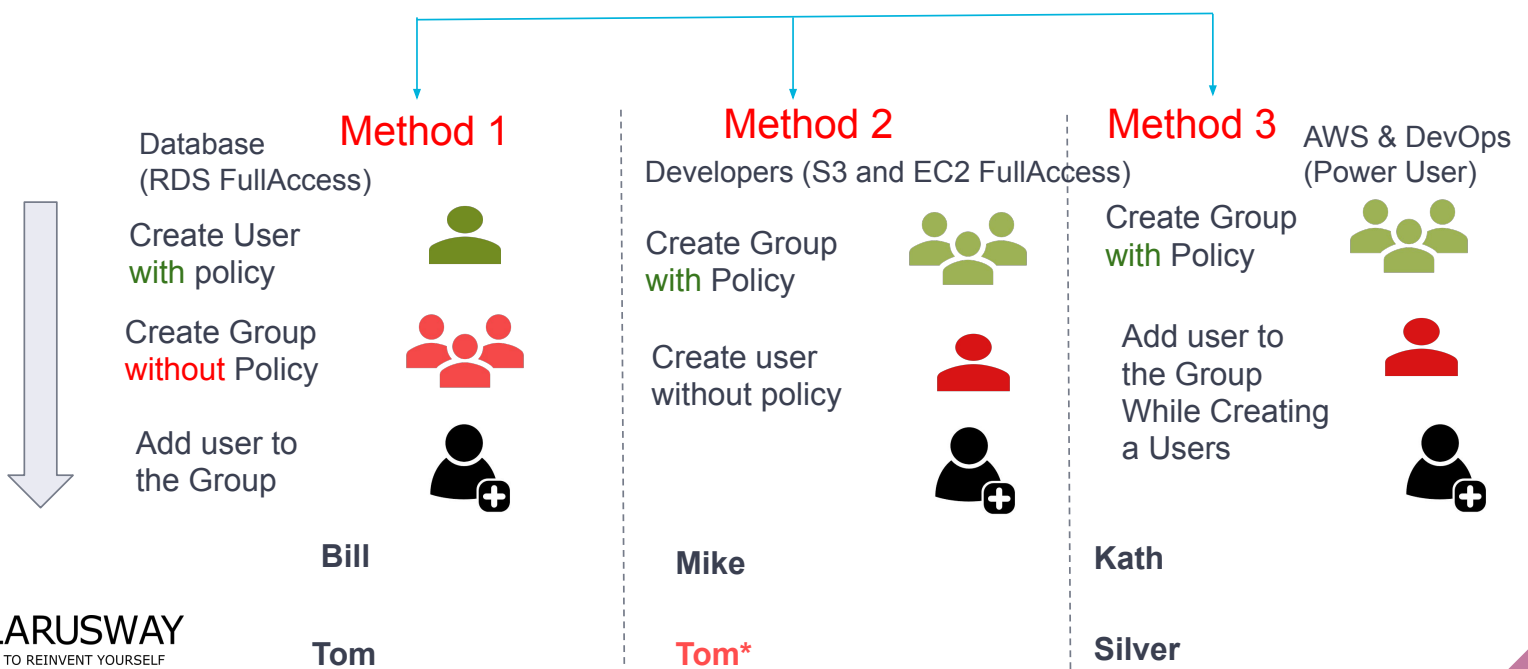 Method 1
Database
(RDS FullAccess)
Create User
with policy
Create Group
without Policy
Add user to
the Group
Bill
Tom
Method 2
Developers (S3 and EC2 FullAccess)
Create Group
with Policy
Create user
without policy
Mike
Tom*
Method 3
AWS & DevOps
(Power User)
Create Group
with Policy
Add user to
the Group
While Creating
a Users
Kath
Silver
LARUSWAY
TO REINVENT YOURSELF